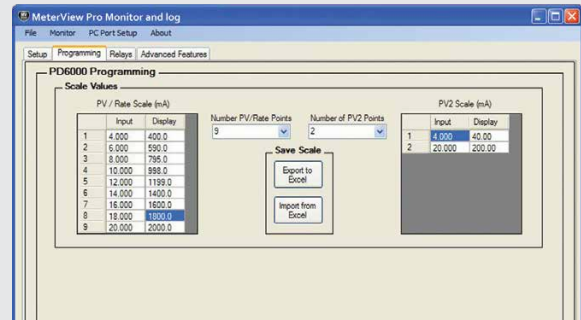 MeterView Pro Monitor and log
File Monitor PC Port Setup About
Setup Programming Relays Advanced Features
PD6000 Programming
Scale Values
PV / Rate Scale (mA)
Input Display
1 4.000 400.0
2 6.000 590.0
3 8.000 795.0
4 10.000 998.0
5 12.000 1199.0
6 14.000 1400.0
7 16.000 1600.0
8 18.000 1800.0
9 20.000 2000.0
Number PV/Rate Points
9
Number of PV2 Points
2
Save Scale
Export to
Excel
Import from
Excel
PV2 Scale (mA)
Input Display
1 4.000 40.00
2 20.000 200.00